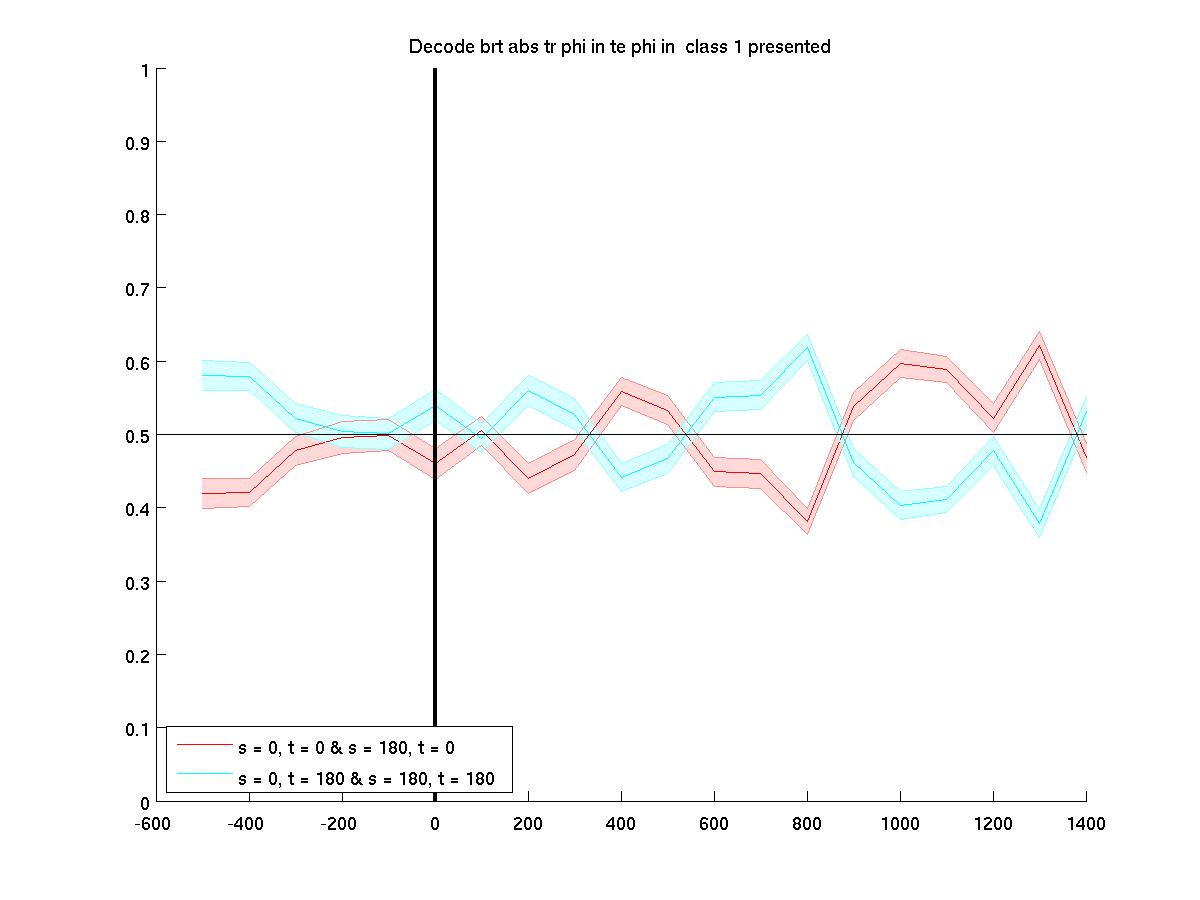 Decode brt abs tr phi in te phi in  class 1 presented
1
0.9
0.8
0.7
0.6
0.5
0.4
0.3
0.2
0.1
0
s = 0, t = 0 & s = 180, t = 0
s = 0, t = 180 & s = 180, t = 180
-600 -400 -200 0 200 400 600 800 1000 1200 1400